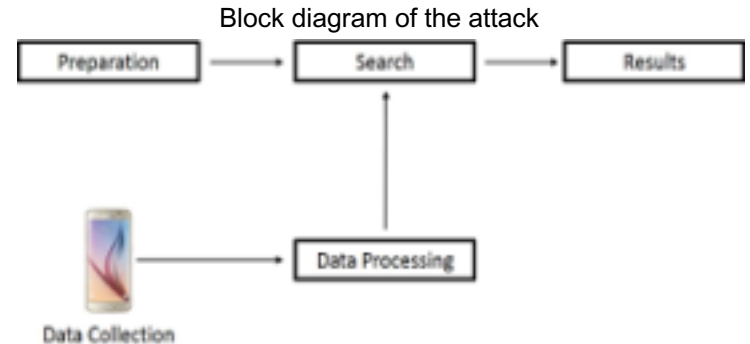 Block diagram of the attack
Preparation
Search
Results
Data Processing
Data Collection